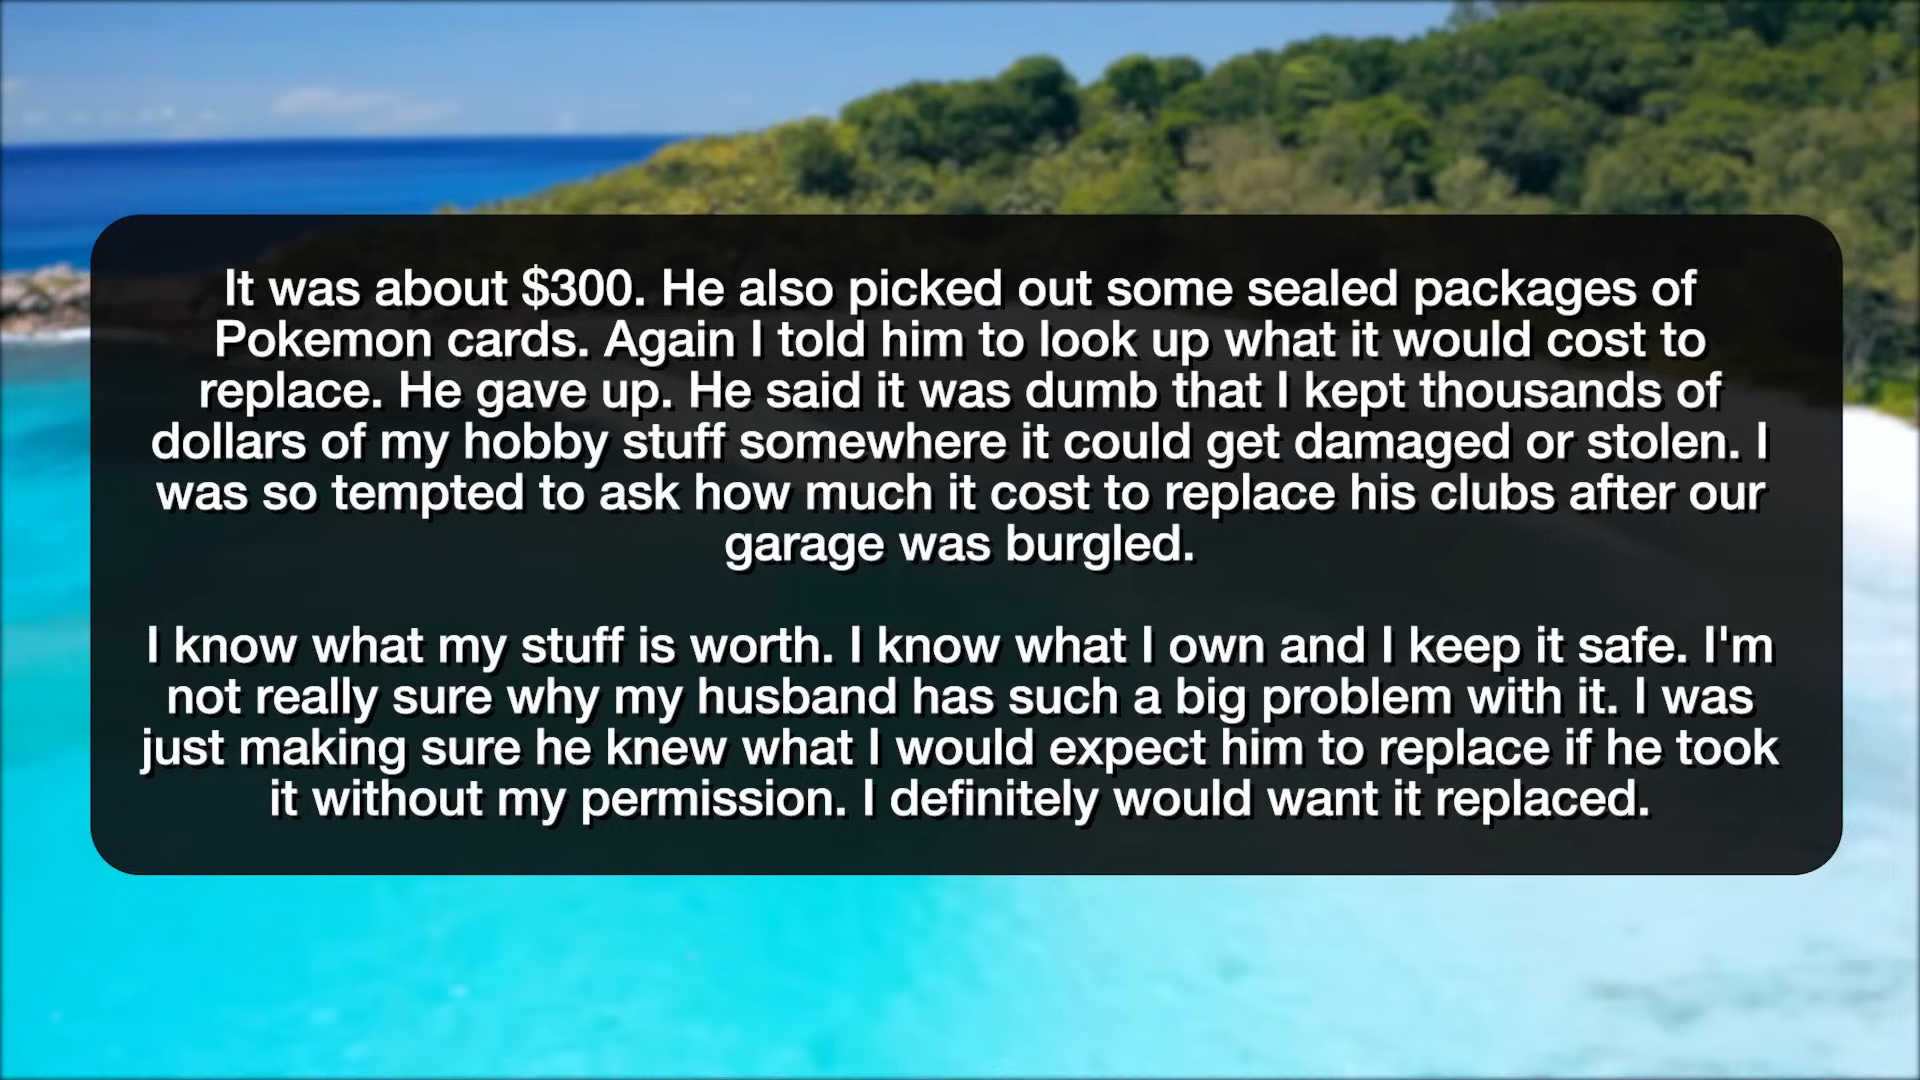 It was about $300. He also picked out some sealed packages of
Pokemon cards. Again I told him to look up what it would cost to
replace. He gave up. He said it was dumb that I kept thousands of
dollars of my hobby stuff somewhere it could get damaged or stolen. I
was so tempted to ask how much it cost to replace his clubs after our
garage was burgled.
I know what my stuff is worth. I know what I own and I keep it safe. I'm
not really sure why my husband has such a big problem with it. I was
just making sure he knew what I would expect him to replace if he took
it without my permission. I definitely would want it replaced.